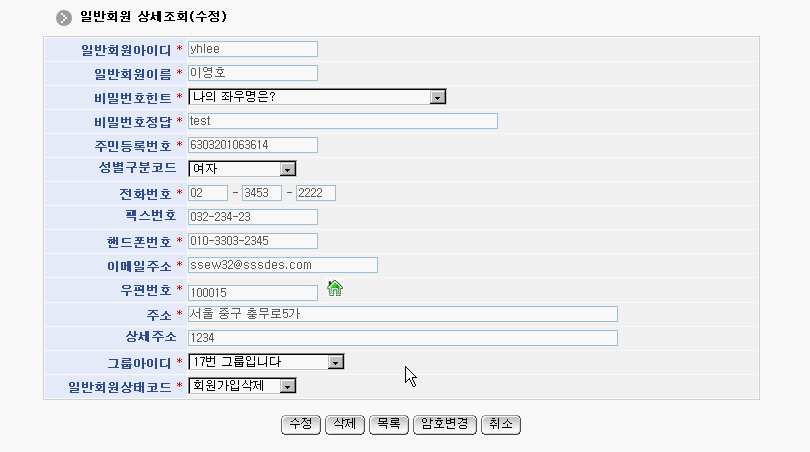 일반회원 상세조회(수정)
일반회원아이디 * yhlee
일반회원이름 * 이영호
비밀번호힌트 * 나의 좌우명은?
비밀번호정답 * test
주민등록번호 * 6303201063614
성별구분코드 여자
전화번호 * 02 - 3453 - 2222
팩스번호 032-234-23
핸드폰번호 * 010-3303-2345
이메일주소 * ssew32@sssdes.com
우편번호 * 100015
주소 * 서울 중구 충무로5가
상세주소 1234
그룹아이디 * 17번 그룹입니다
일반회원상태코드 * 회원가입삭제
수정 삭제 목록 암호변경 취소